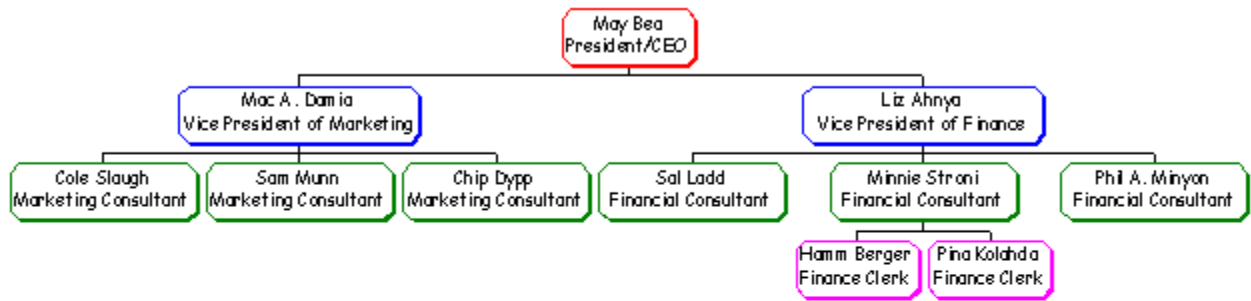 May Bea
President/CEO
Mac A. Damia
Vice President of Marketing
Liz Ahnya
Vice President of Finance
Cole Slaugh
Marketing Consultant
Sam Munn
Marketing Consultant
Chip Dypp
Marketing Consultant
Sal Ladd
Financial Consultant
Minnie Stroni
Financial Consultant
Phil A. Minyon
Financial Consultant
Hamm Berger
Finance Clerk
Pina Kolahda
Finance Clerk